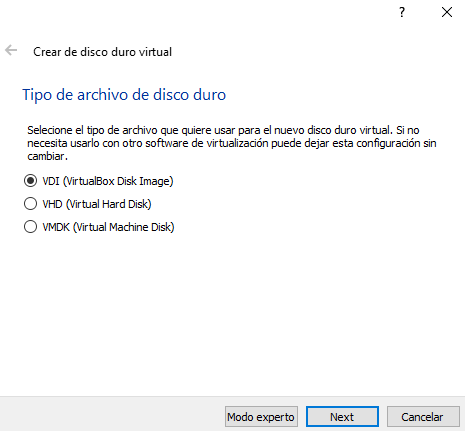 ?
Crear de disco duro virtual
Tipo de archivo de disco duro
Selecione el tipo de archivo que quiere usar para el nuevo disco duro virtual. Si no
necesita usarlo con otro software de virtualización puede dejar esta configuración sin
cambiar.
VDI (VirtualBox Disk Image)
VHD (Virtual Hard Disk)
VMDK (Virtual Machine Disk)
Modo experto Next Cancelar